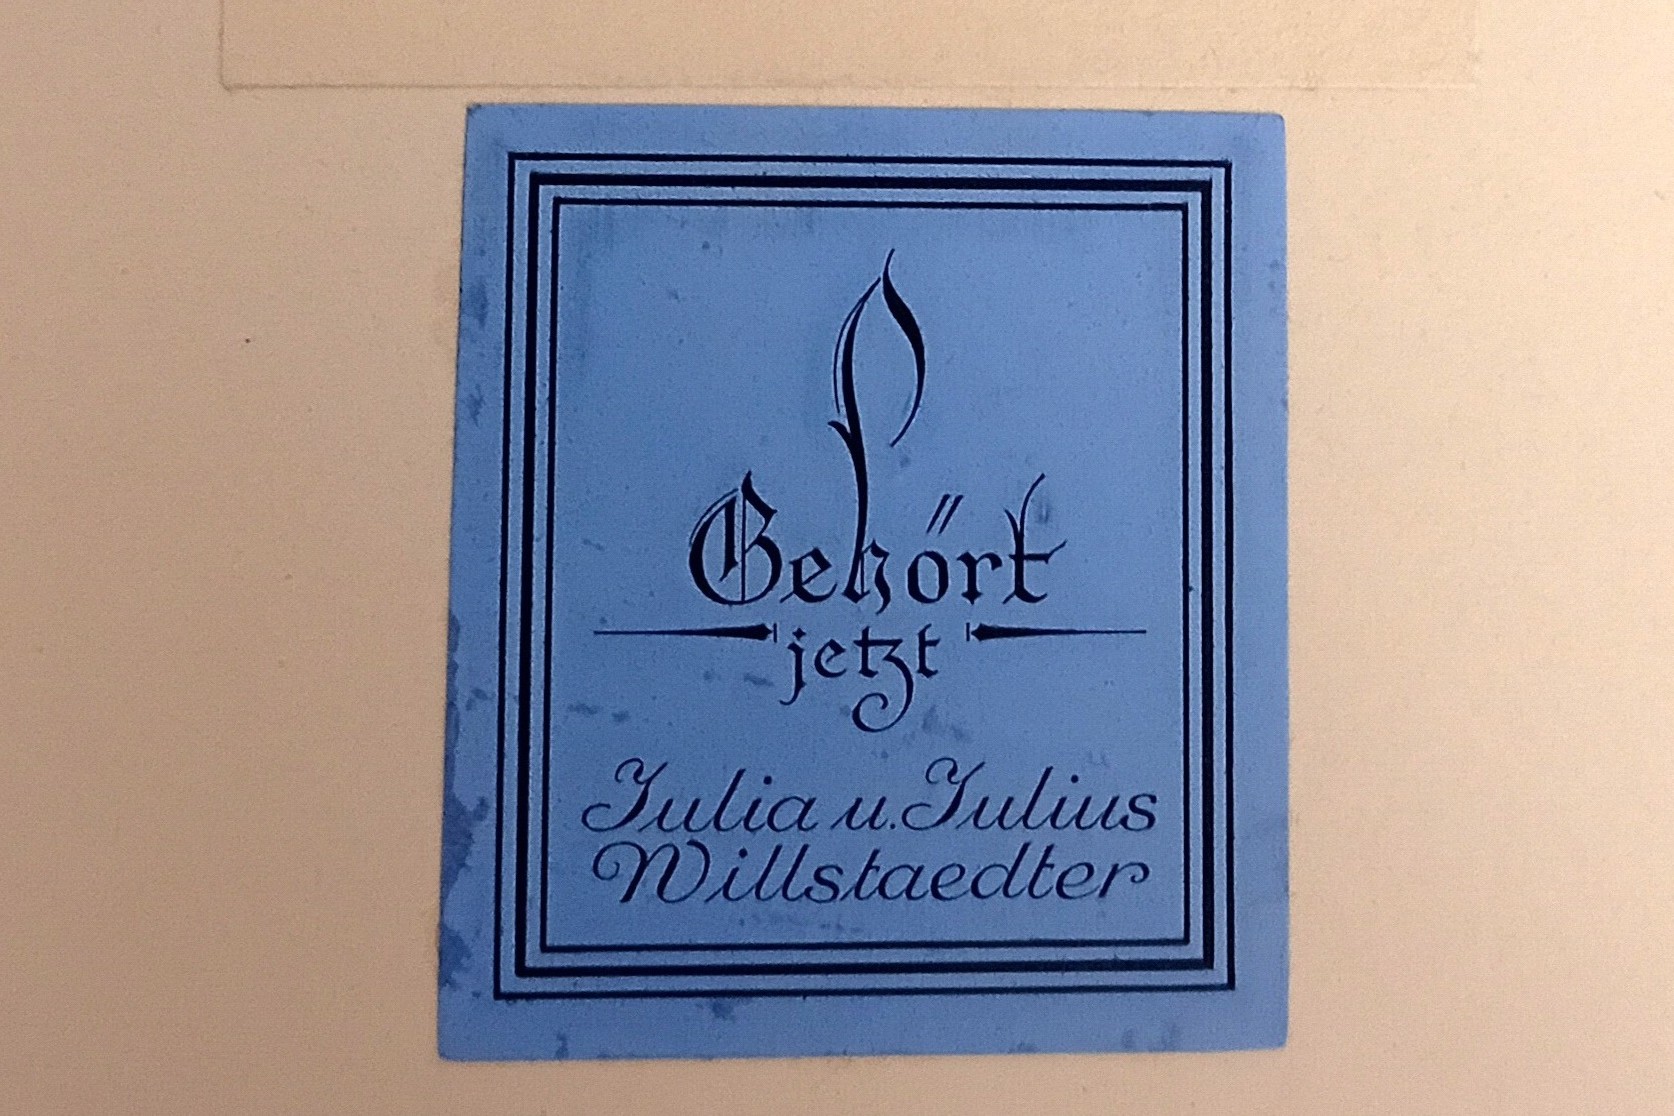 Gehört
jetzt
Julia u. Julius
Willstaedter